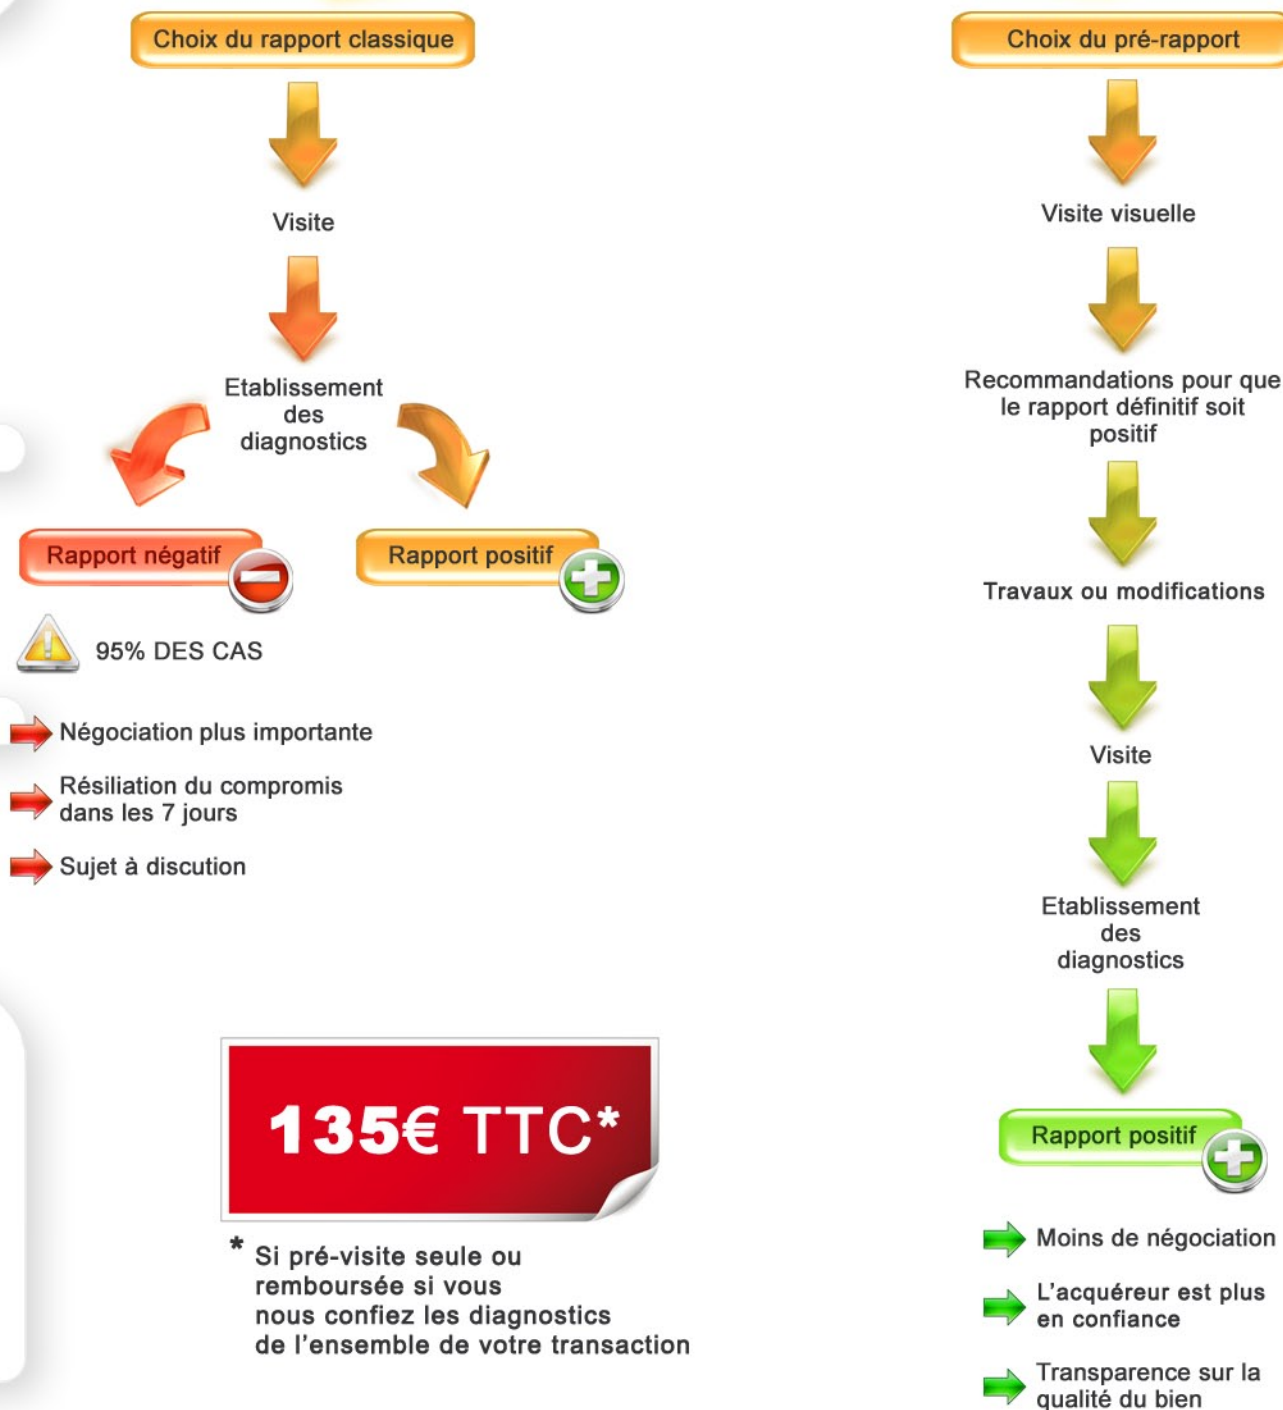 Choix du rapport classique
Visite
Etablissement
des
diagnostics
Rapport négatif
Rapport positif
95% DES CAS
Négociation plus importante
Résiliation du compromis
dans les 7 jours
Sujet à discution
135€ TTC*
* Si pré-visite seule ou
remboursée si vous
nous confiez les diagnostics
de l'ensemble de votre transaction
Choix du pré-rapport
Visite visuelle
Recommandations pour que
le rapport définitif soit
positif
Travaux ou modifications
Visite
Etablissement
des
diagnostics
Rapport positif
Moins de négociation
L'acquéreur est plus
en confiance
Transparence sur la
qualité du bien